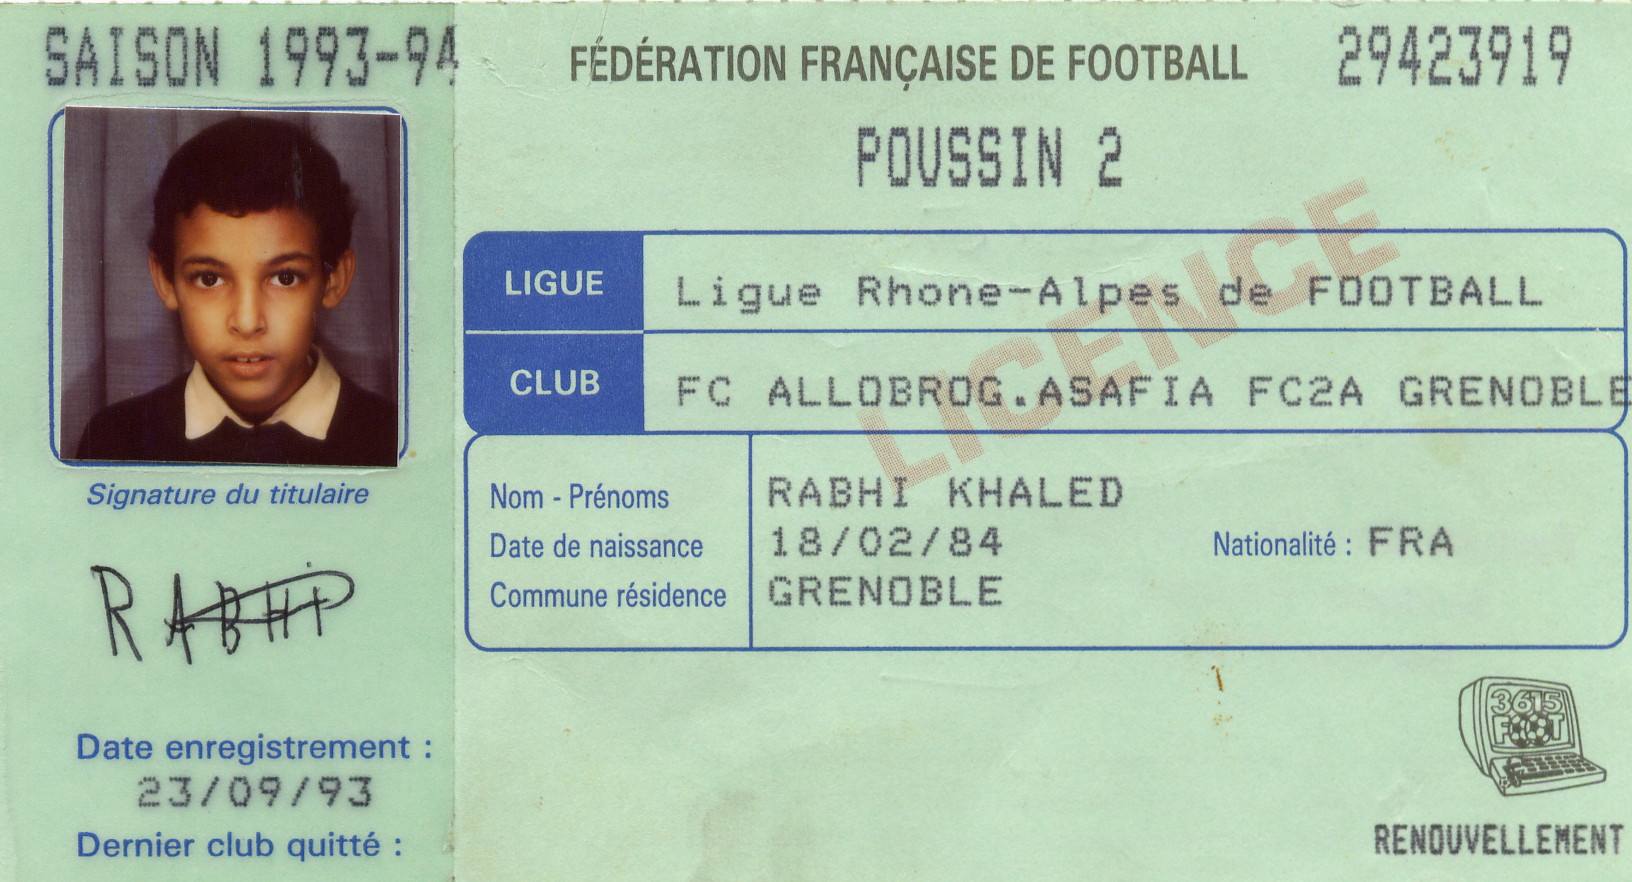 SAISON 1993-94
FÉDÉRATION FRANÇAISE DE FOOTBALL
29423919
POUSSIN 2
LICENCE
LIGUE
Ligue Rhone-Alpes de FOOTBALL
CLUB
FC ALLOBROG.ASAFIA FC2A GRENOBLE
Signature du titulaire
RABHI
Nom - Prénoms
RABHI KHALED
Date de naissance
18/02/84
Nationalité : FRA
Commune résidence
GRENOBLE
Date enregistrement :
23/09/93
Dernier club quitté :
3615
FOOT
RENOUVELLEMENT